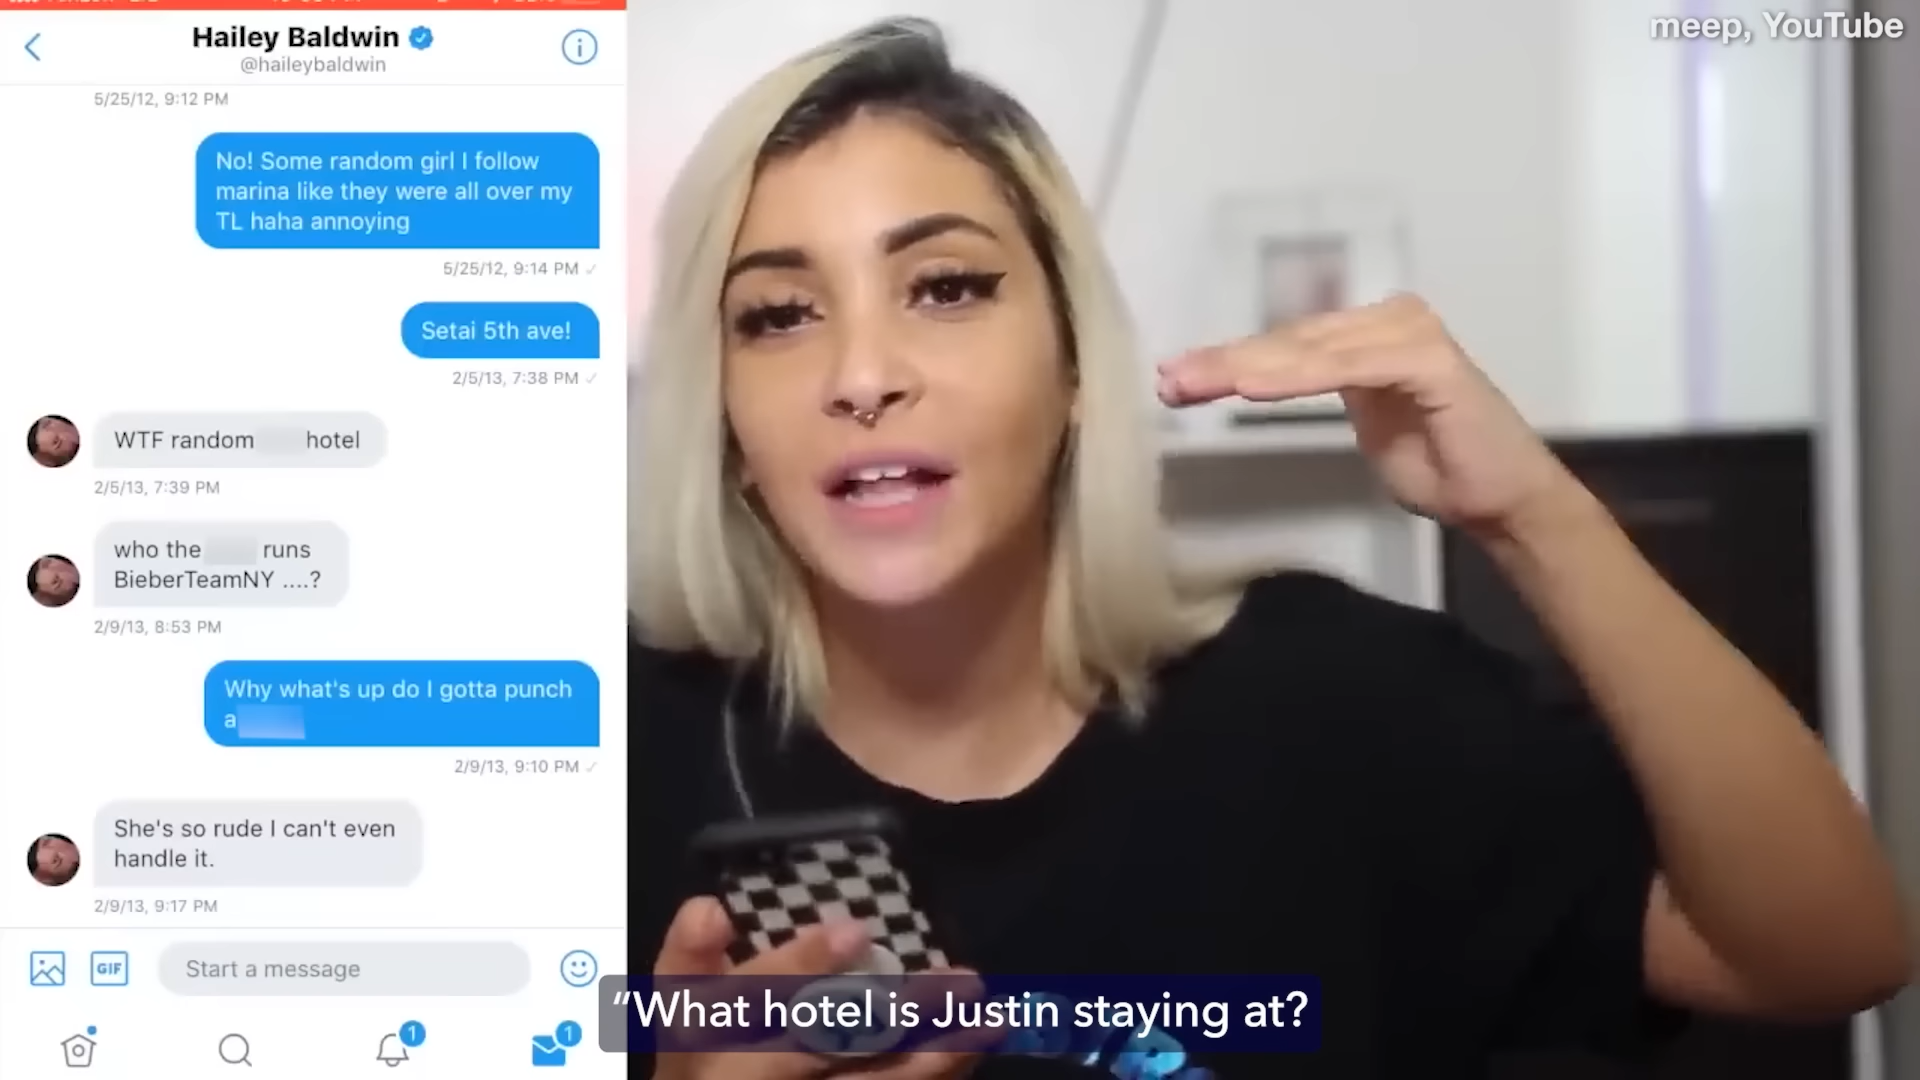 meep, YouTube
Hailey Baldwin
@haileybaldwin
5/25/12, 9:12 PM
No! Some random girl I follow
marina like they were all over my
TL haha annoying
5/25/12, 9:14 PM
Setai 5th ave!
2/5/13, 7:38 PM
WTF random hotel
2/5/13, 7:39 PM
who the runs
BieberTeamNY ....?
2/9/13, 8:53 PM
Why what's up do I gotta punch
a
2/9/13, 9:10 PM
She's so rude I can't even
handle it.
2/9/13, 9:17 PM
GIF
Start a message
1
1
“What hotel is Justin staying at?